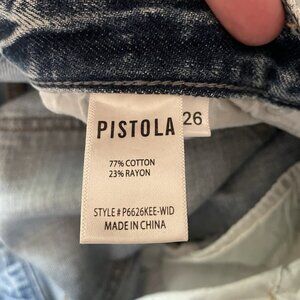 PISTOLA
26
77% COTTON
23% RAYON
STYLE # P6626KEE-WID
MADE IN CHINA